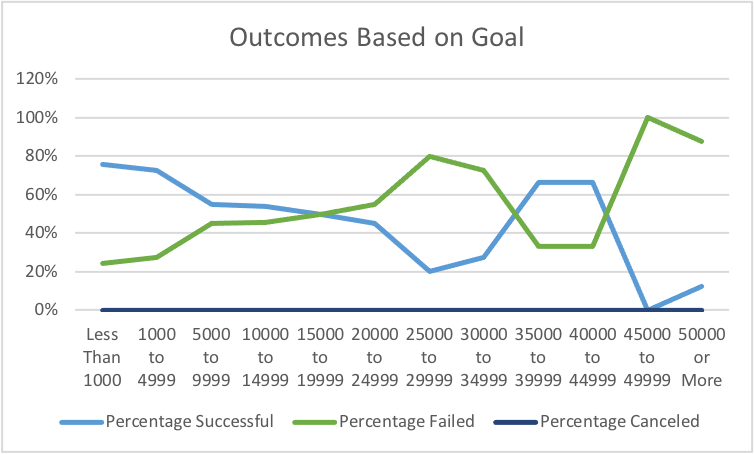 Outcomes Based on Goal
120%
100%
80%
60%
40%
20%
0%
Less Than 1000
1000 to 4999
5000 to 9999
10000 to 14999
15000 to 19999
20000 to 24999
25000 to 29999
30000 to 34999
35000 to 39999
40000 to 44999
45000 to 49999
50000 or More
Percentage Successful
Percentage Failed
Percentage Canceled